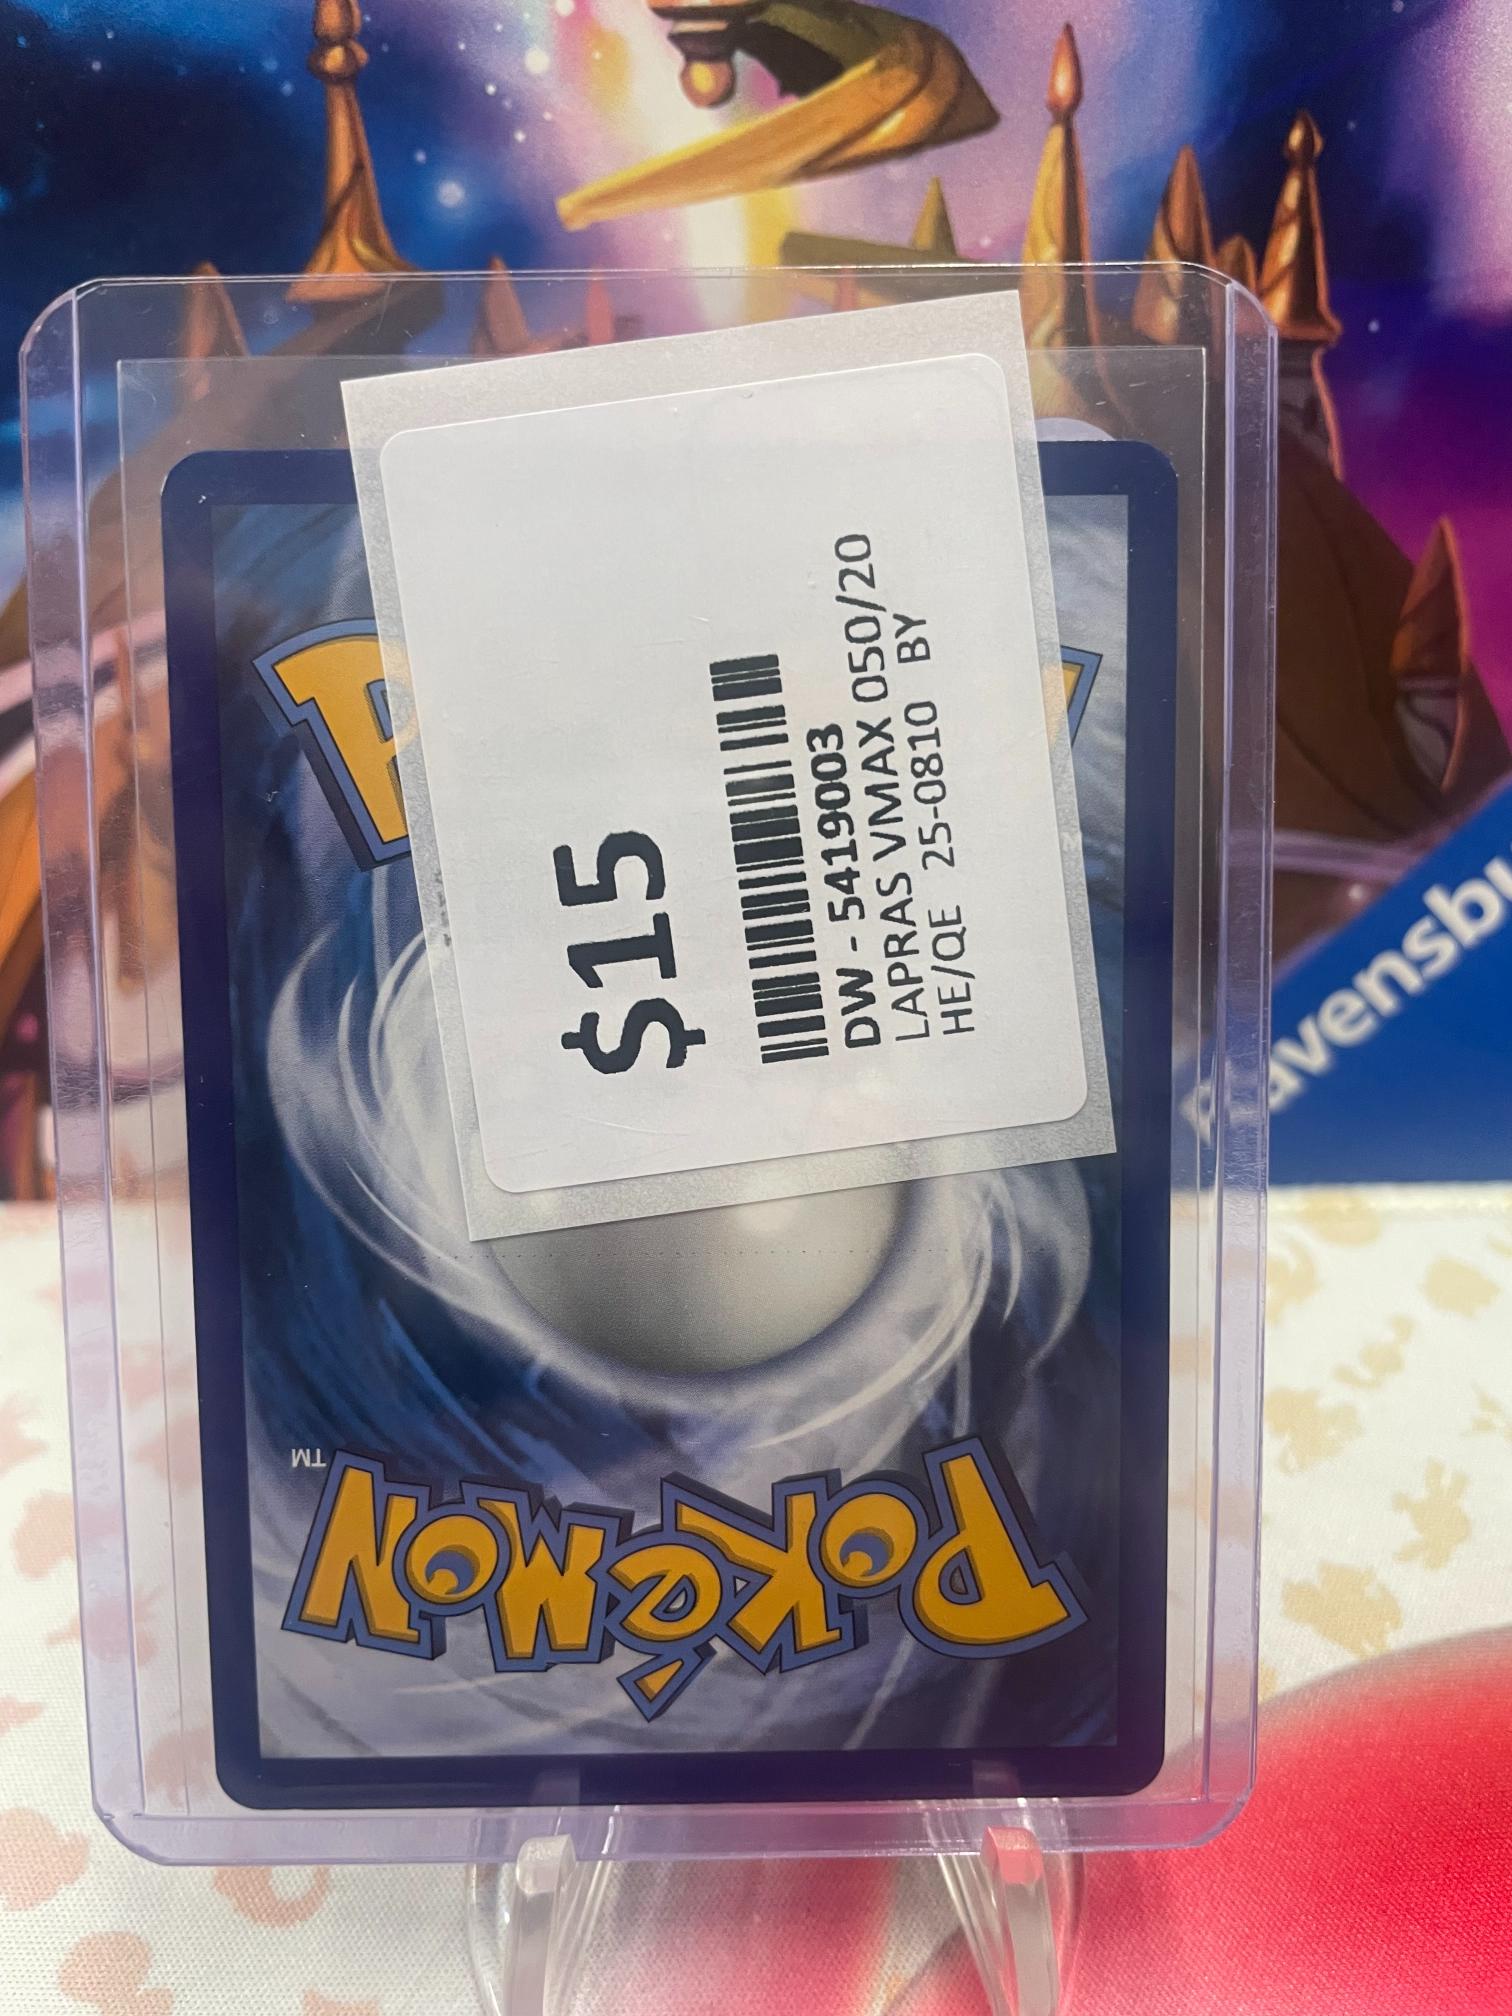 $15
DW - 5419003
LAPRAS VMAX 050/20
HE/QE 25-0810 BY
P
M
TM
POKéMON
Ravensbu